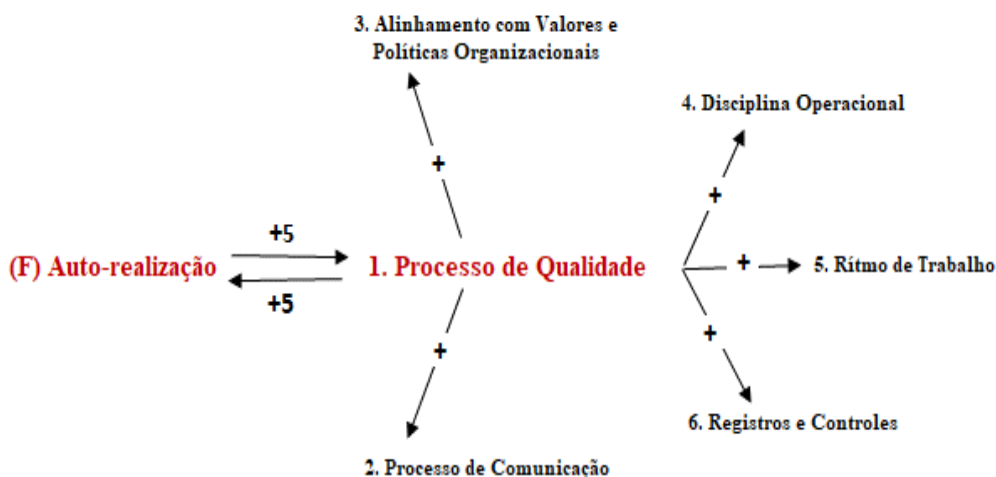 3. Alinhamento com Valores e
Políticas Organizacionais
4. Disciplina Operacional
+
+
+5
(F) Auto-realização
1. Processo de Qualidade
+
5. Rítmo de Trabalho
+5
+
+
6. Registros e Controles
2. Processo de Comunicação